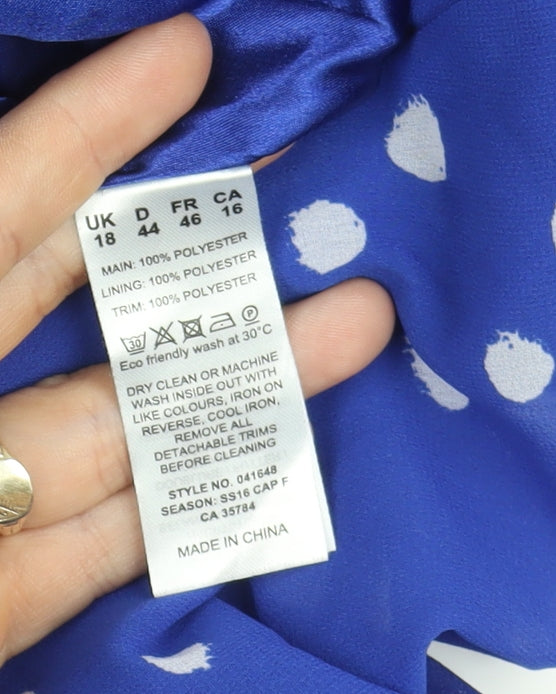 UK D FR CA
18 44 46 16
MAIN: 100% POLYESTER
LINING: 100% POLYESTER
TRIM: 100% POLYESTER
30 P
Eco friendly wash at 30°C
DRY CLEAN OR MACHINE
WASH INSIDE OUT WITH
LIKE COLOURS, IRON ON
REVERSE, COOL IRON,
REMOVE ALL
DETACHABLE TRIMS
BEFORE CLEANING
STYLE NO. 041648
SEASON: SS16 CAP F
CA 35784
MADE IN CHINA